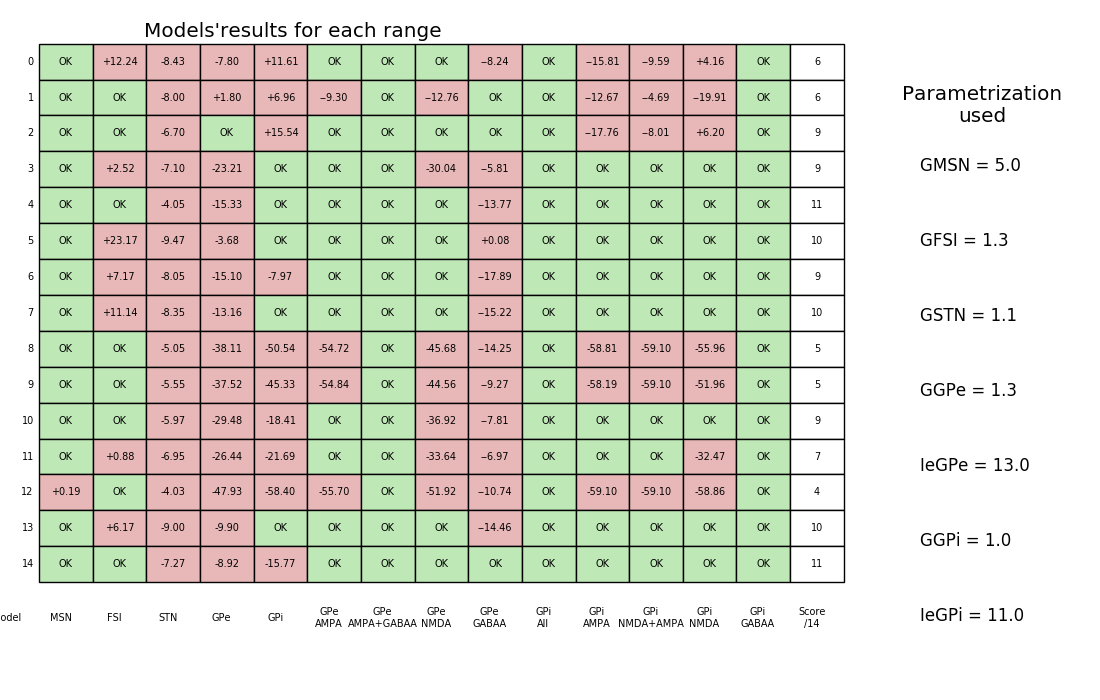 Models'results for each range
0 OK +12.24 -8.43 -7.80 +11.61 OK OK OK --8.24 OK --15.81 --9.59 +4.16 OK 6
1 OK OK -8.00 +1.80 +6.96 --9.30 OK --12.76 OK OK --12.67 --4.69 --19.91 OK 6
2 OK OK -6.70 OK +15.54 OK OK OK OK OK --17.76 --8.01 +6.20 OK 9
3 OK +2.52 -7.10 -23.21 OK OK OK -30.04 --5.81 OK OK OK OK OK 9
4 OK OK -4.05 -15.33 OK OK OK OK --13.77 OK OK OK OK OK 11
5 OK +23.17 -9.47 -3.68 OK OK OK OK +0.08 OK OK OK OK OK 10
6 OK +7.17 -8.05 -15.10 -7.97 OK OK OK --17.89 OK OK OK OK OK 9
7 OK +11.14 -8.35 -13.16 OK OK OK OK --15.22 OK OK OK OK OK 10
8 OK OK -5.05 -38.11 -50.54 -54.72 OK -45.68 --14.25 OK -58.81 -59.10 -55.96 OK 5
9 OK OK -5.55 -37.52 -45.33 -54.84 OK -44.56 --9.27 OK -58.19 -59.10 -51.96 OK 5
10 OK OK -5.97 -29.48 -18.41 OK OK -36.92 --7.81 OK OK OK OK OK 9
11 OK +0.88 -6.95 -26.44 -21.69 OK OK -33.64 --6.97 OK OK OK -32.47 OK 7
12 +0.19 OK -4.03 -47.93 -58.40 -55.70 OK -51.92 --10.74 OK -59.10 -59.10 -58.86 OK 4
13 OK +6.17 -9.00 -9.90 OK OK OK OK --14.46 OK OK OK OK OK 10
14 OK OK -7.27 -8.92 -15.77 OK OK OK OK OK OK OK OK OK 11
odel MSN FSI STN GPe GPi GPe AMPA GPe AMPA+GABAA GPe NMDA GPe GABAA GPi All GPi AMPA GPi NMDA+AMPA GPi NMDA GPi GABAA Score /14
Parametrization
used
GMSN = 5.0
GFSI = 1.3
GSTN = 1.1
GGPe = 1.3
IeGPe = 13.0
GGPi = 1.0
IeGPi = 11.0